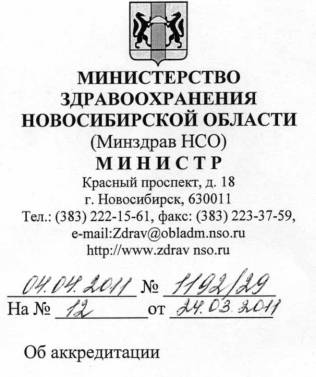 МИНИСТЕРСТВО
ЗДРАВООХРАНЕНИЯ
НОВОСИБИРСКОЙ ОБЛАСТИ
(Минздрав НСО)
МИНИСТР
Красный проспект, д. 18
г. Новосибирск, 630011
Тел.: (383) 222-15-61, факс: (383) 223-37-59,
e-mail:Zdrav@obladm.nso.ru
http://www.zdrav nso.ru
04.04.2011 № 1192/29
На № 12 от 24.03.2011
Об аккредитации